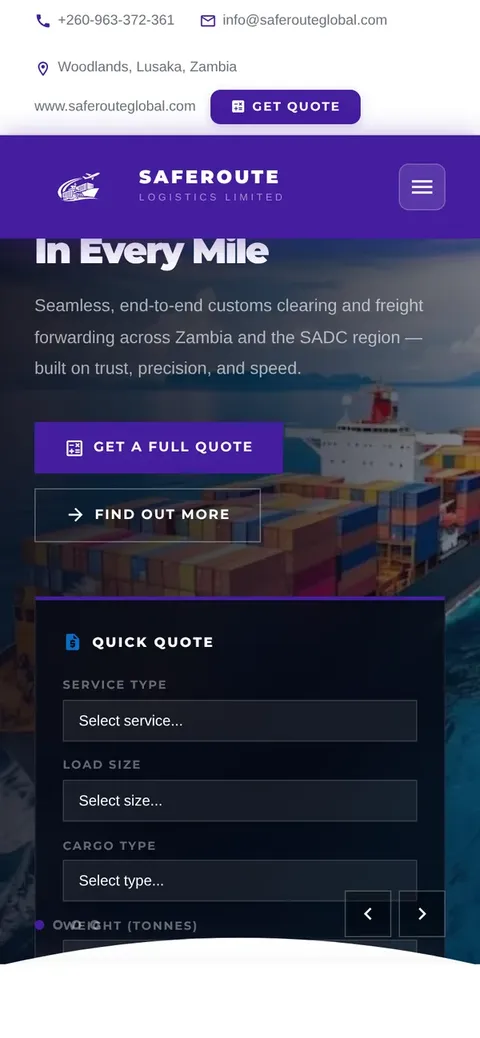 +260-963-372-361
info@saferouteglobal.com
Woodlands, Lusaka, Zambia
www.saferouteglobal.com
GET QUOTE
SAFEROUTE
LOGISTICS LIMITED
In Every Mile
Seamless, end-to-end customs clearing and freight
forwarding across Zambia and the SADC region —
built on trust, precision, and speed.
GET A FULL QUOTE
FIND OUT MORE
QUICK QUOTE
SERVICE TYPE
Select service...
LOAD SIZE
Select size...
CARGO TYPE
Select type...
WEIGHT (TONNES)